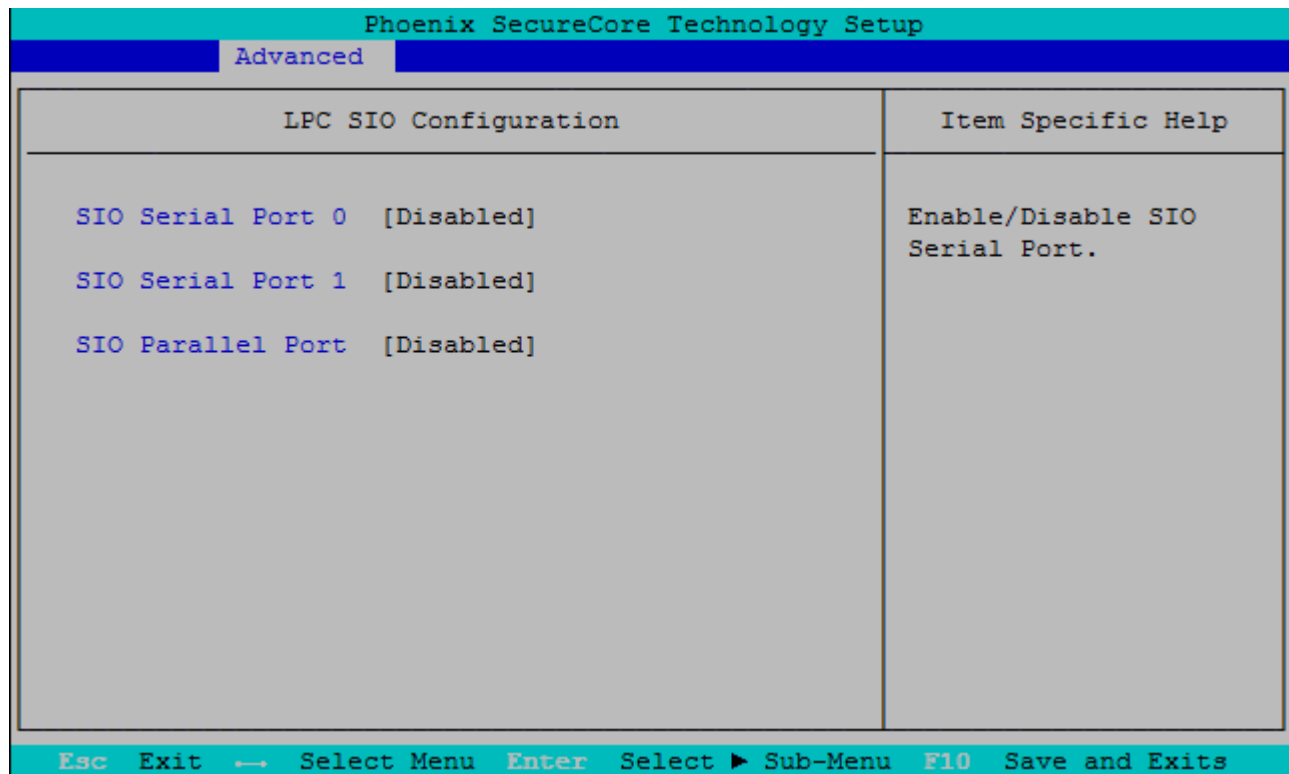 Phoenix SecureCore Technology Setup
Advanced
LPC SIO Configuration
Item Specific Help
SIO Serial Port 0 [Disabled]
SIO Serial Port 1 [Disabled]
SIO Parallel Port [Disabled]
Enable/Disable SIO
Serial Port.
Esc Exit ↔ Select Menu Enter Select ► Sub-Menu F10 Save and Exits